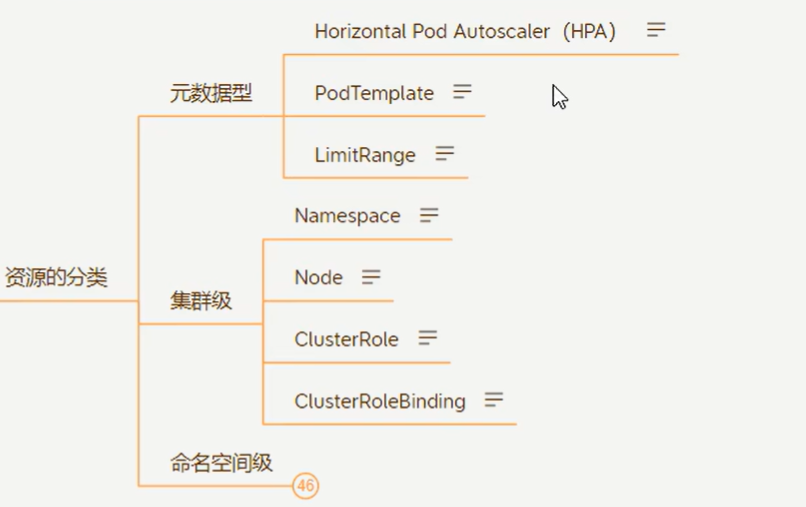 资源的分类
元数据型
Horizontal Pod Autoscaler（HPA）
PodTemplate
LimitRange
集群级
Namespace
Node
ClusterRole
ClusterRoleBinding
命名空间级
46